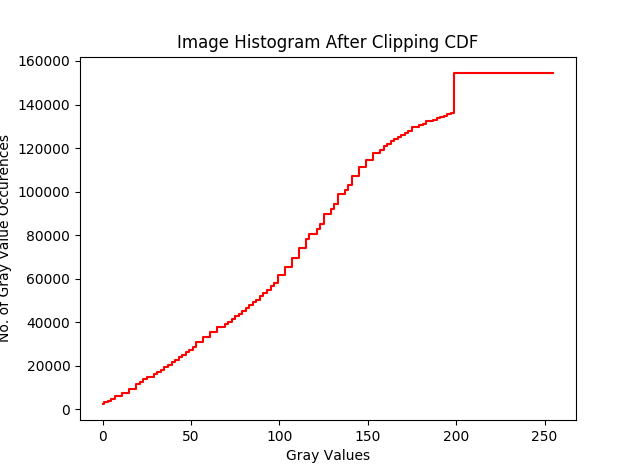 Image Histogram After Clipping CDF
160000
140000
120000
100000
80000
60000
40000
20000
0
No. of Gray Value Occurences
0 50 100 150 200 250
Gray Values